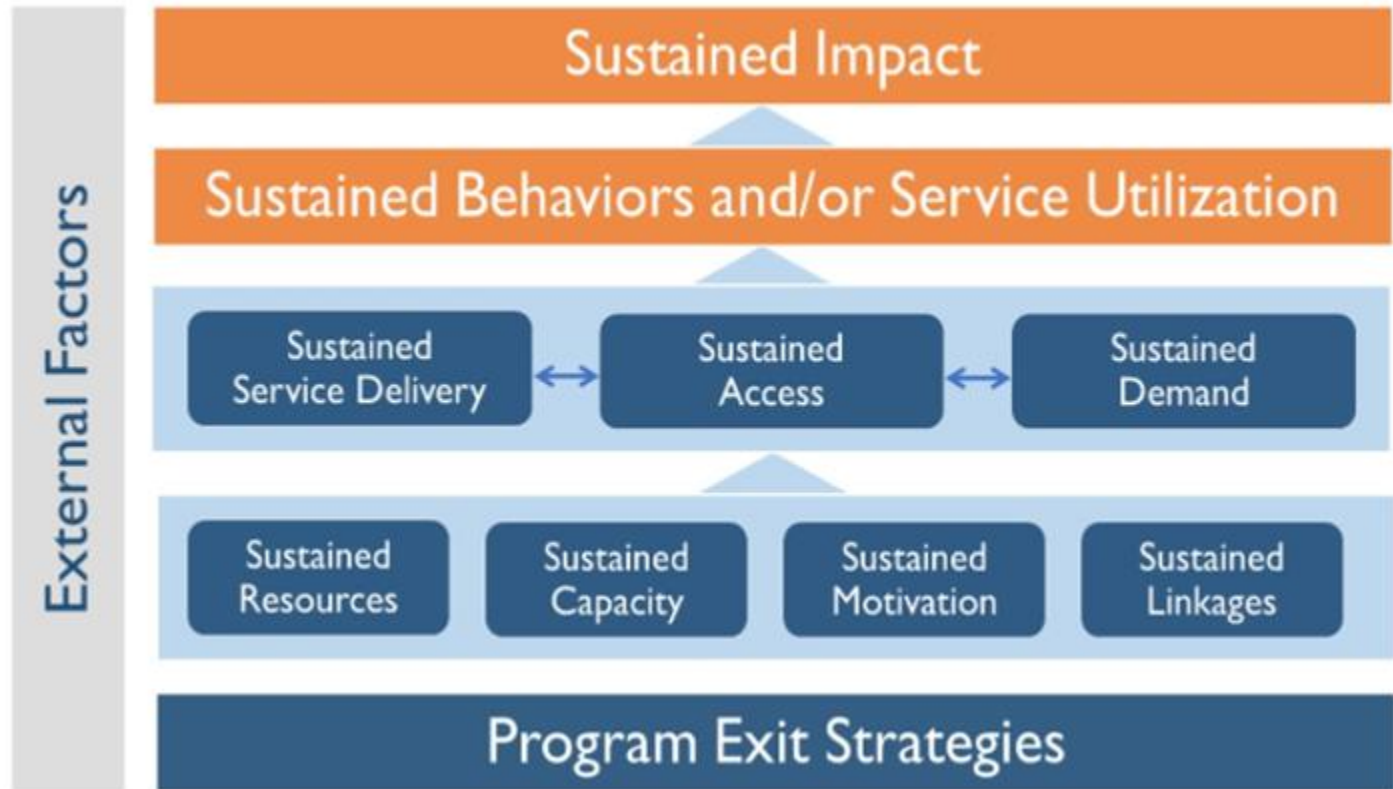 External Factors
Sustained Impact
Sustained Behaviors and/or Service Utilization
Sustained
Service Delivery
Sustained
Access
Sustained
Demand
Sustained
Resources
Sustained
Capacity
Sustained
Motivation
Sustained
Linkages
Program Exit Strategies